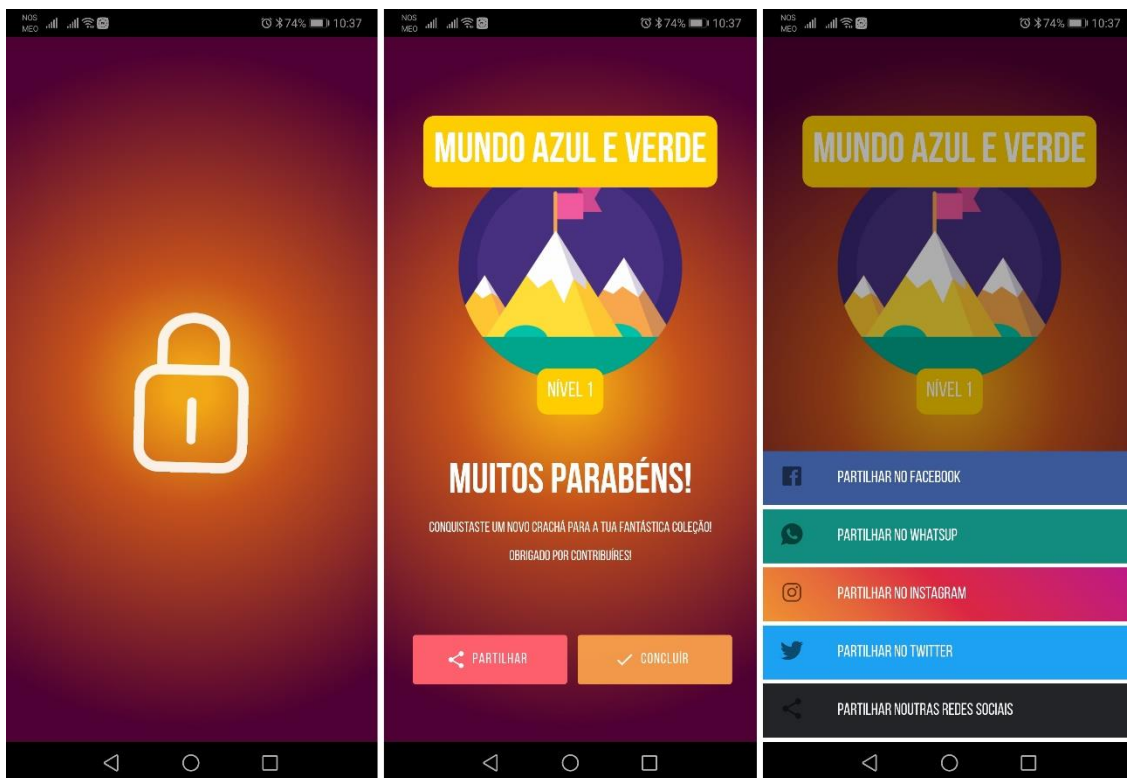 NOS
MEO
74% 10:37
NOS
MEO
74% 10:37
MUNDO AZUL E VERDE
NÍVEL 1
MUITOS PARABÉNS!
CONQUISTASTE UM NOVO CRACHÁ PARA A TUA FANTÁSTICA COLEÇÃO!
OBRIGADO POR CONTRIBUÍRES!
PARTILHAR
CONCLUÍR
NOS
MEO
74% 10:37
MUNDO AZUL E VERDE
NÍVEL 1
PARTILHAR NO FACEBOOK
PARTILHAR NO WHATSUP
PARTILHAR NO INSTAGRAM
PARTILHAR NO TWITTER
PARTILHAR NOUTRAS REDES SOCIAIS